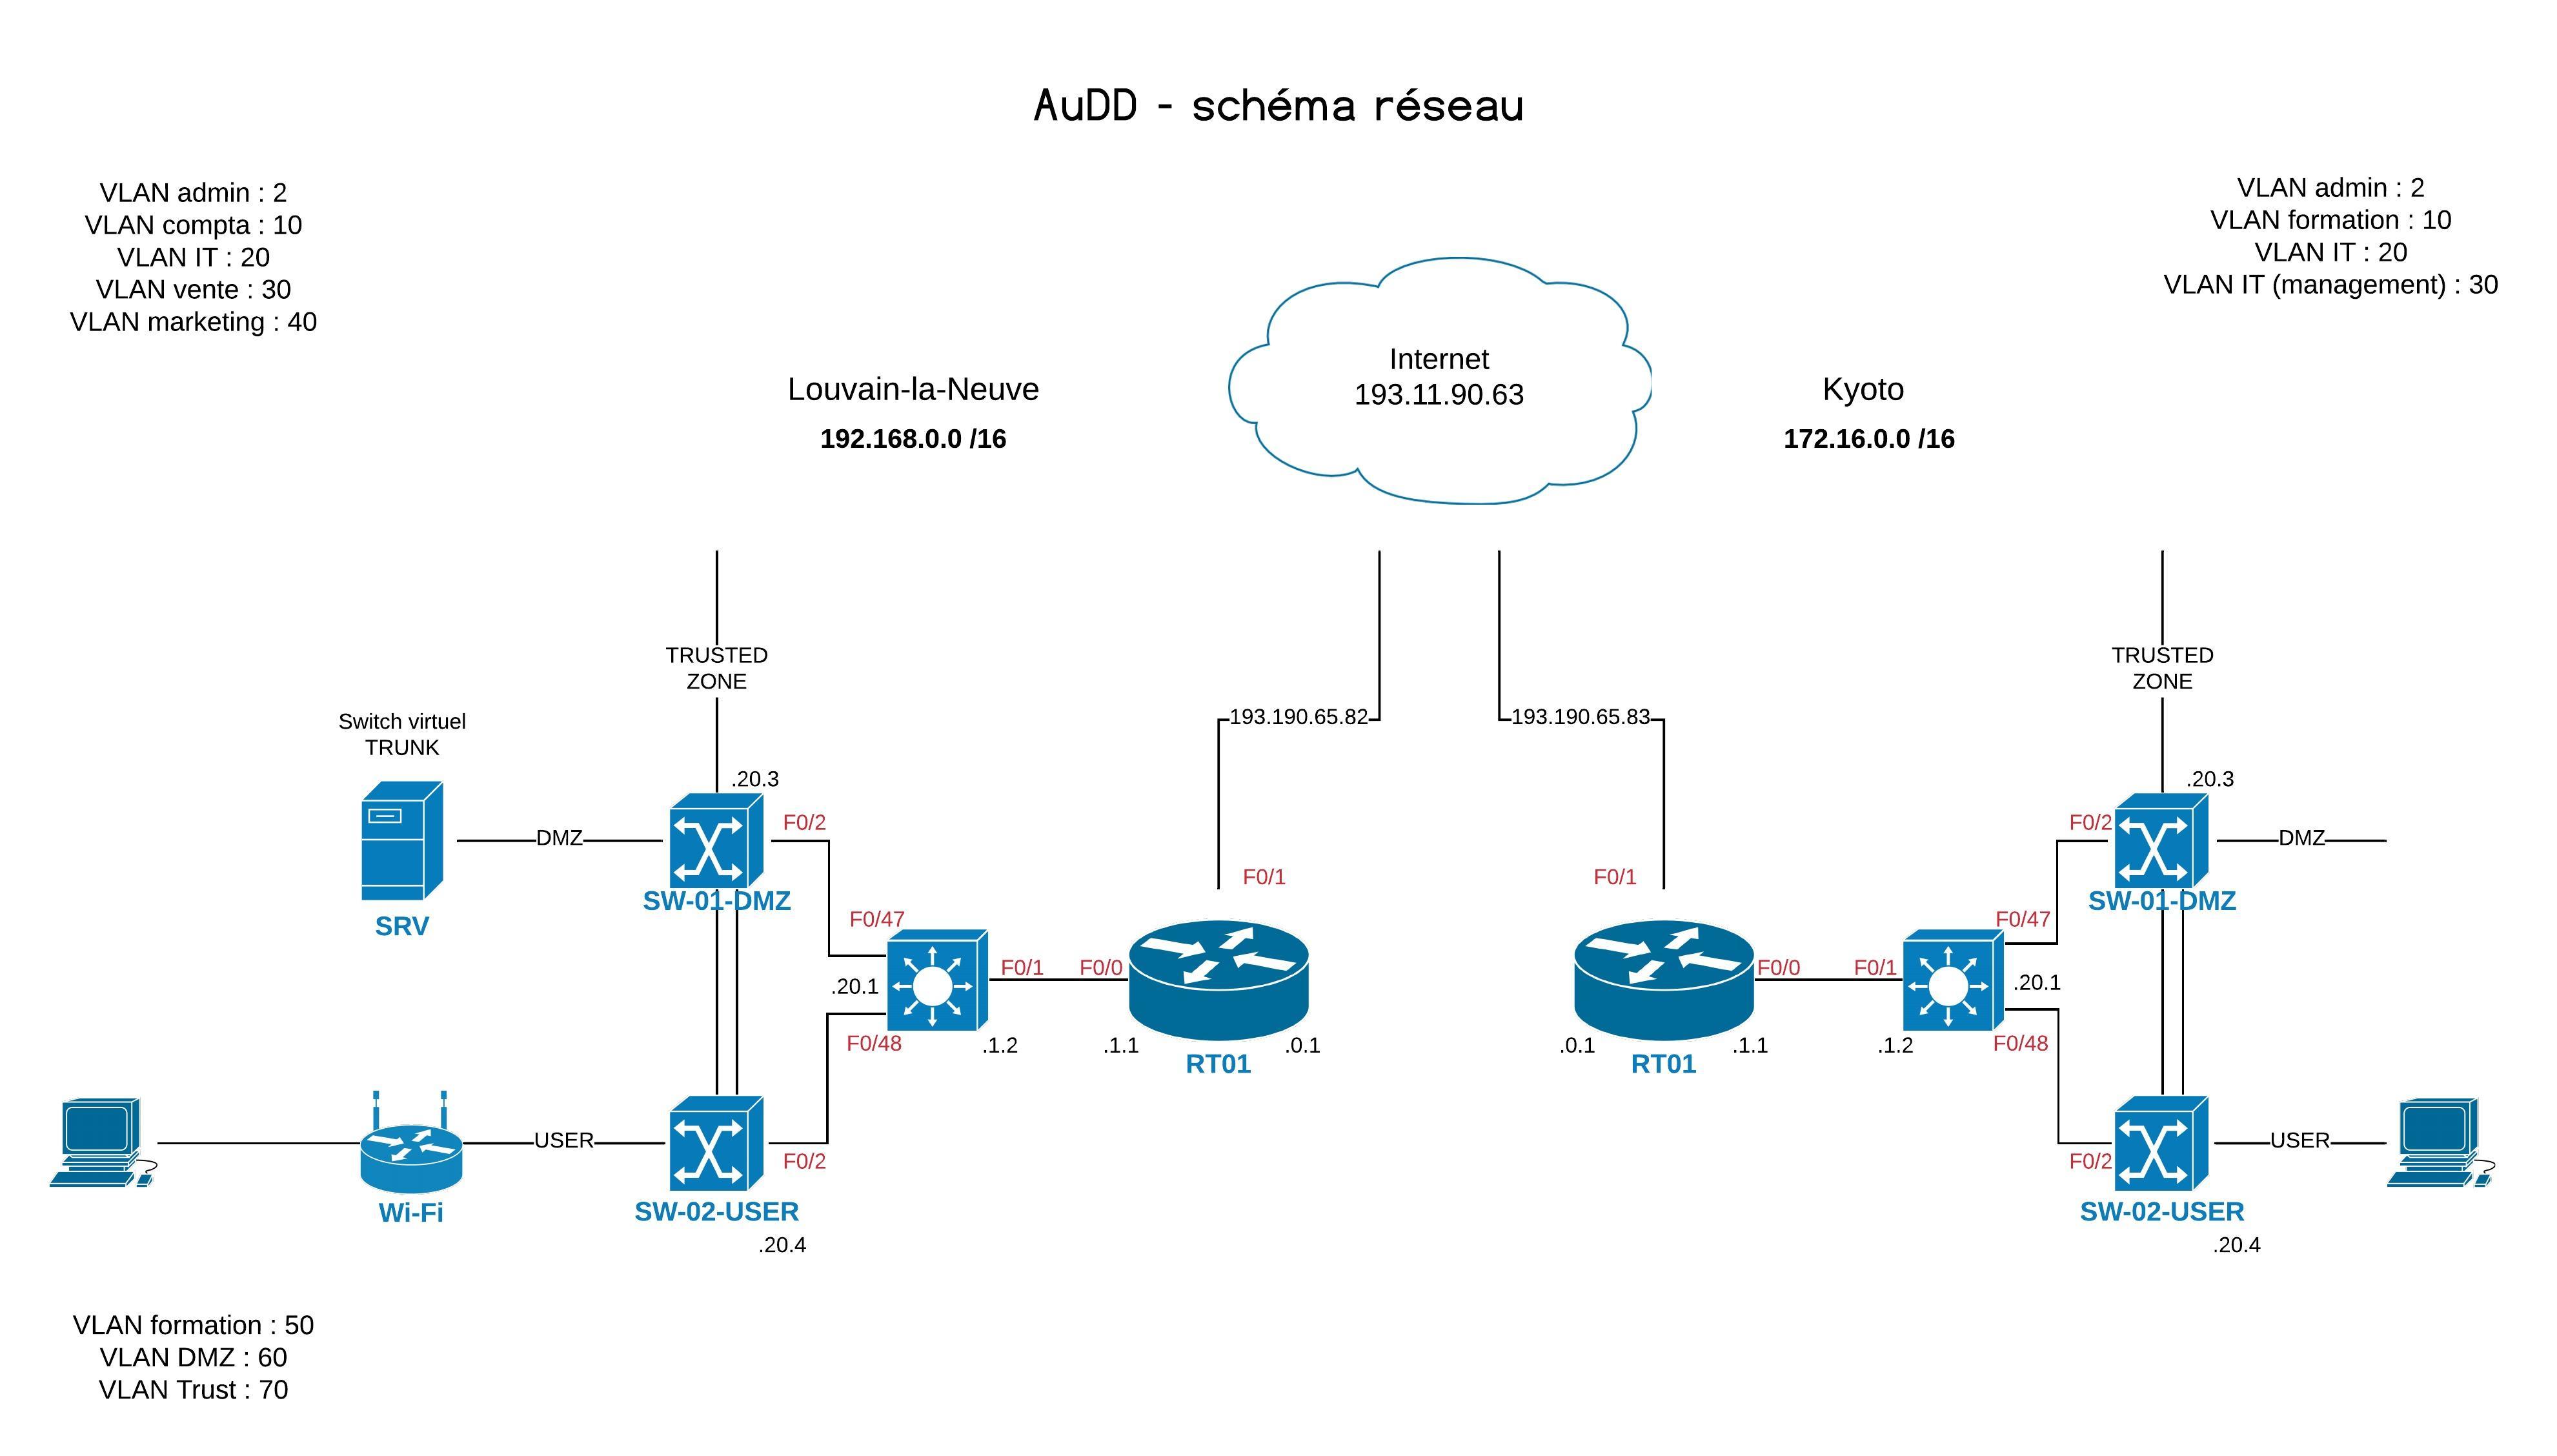 AuDD - schéma réseau
VLAN admin : 2
VLAN compta : 10
VLAN IT : 20
VLAN vente : 30
VLAN marketing : 40
VLAN admin : 2
VLAN formation : 10
VLAN IT : 20
VLAN IT (management) : 30
Louvain-la-Neuve
192.168.0.0 /16
Internet
193.11.90.63
Kyoto
172.16.0.0 /16
TRUSTED
ZONE
Switch virtuel
TRUNK
SRV
DMZ
.20.3
SW-01-DMZ
F0/2
F0/47
.20.1
F0/48
.1.2
F0/1
F0/0
.1.1
RT01
.0.1
F0/1
193.190.65.82
Wi-Fi
USER
SW-02-USER
F0/2
.20.4
193.190.65.83
F0/1
.0.1
RT01
.1.1
F0/0
F0/1
.1.2
F0/47
.20.1
F0/48
TRUSTED
ZONE
.20.3
F0/2
SW-01-DMZ
DMZ
F0/2
SW-02-USER
.20.4
USER
VLAN formation : 50
VLAN DMZ : 60
VLAN Trust : 70